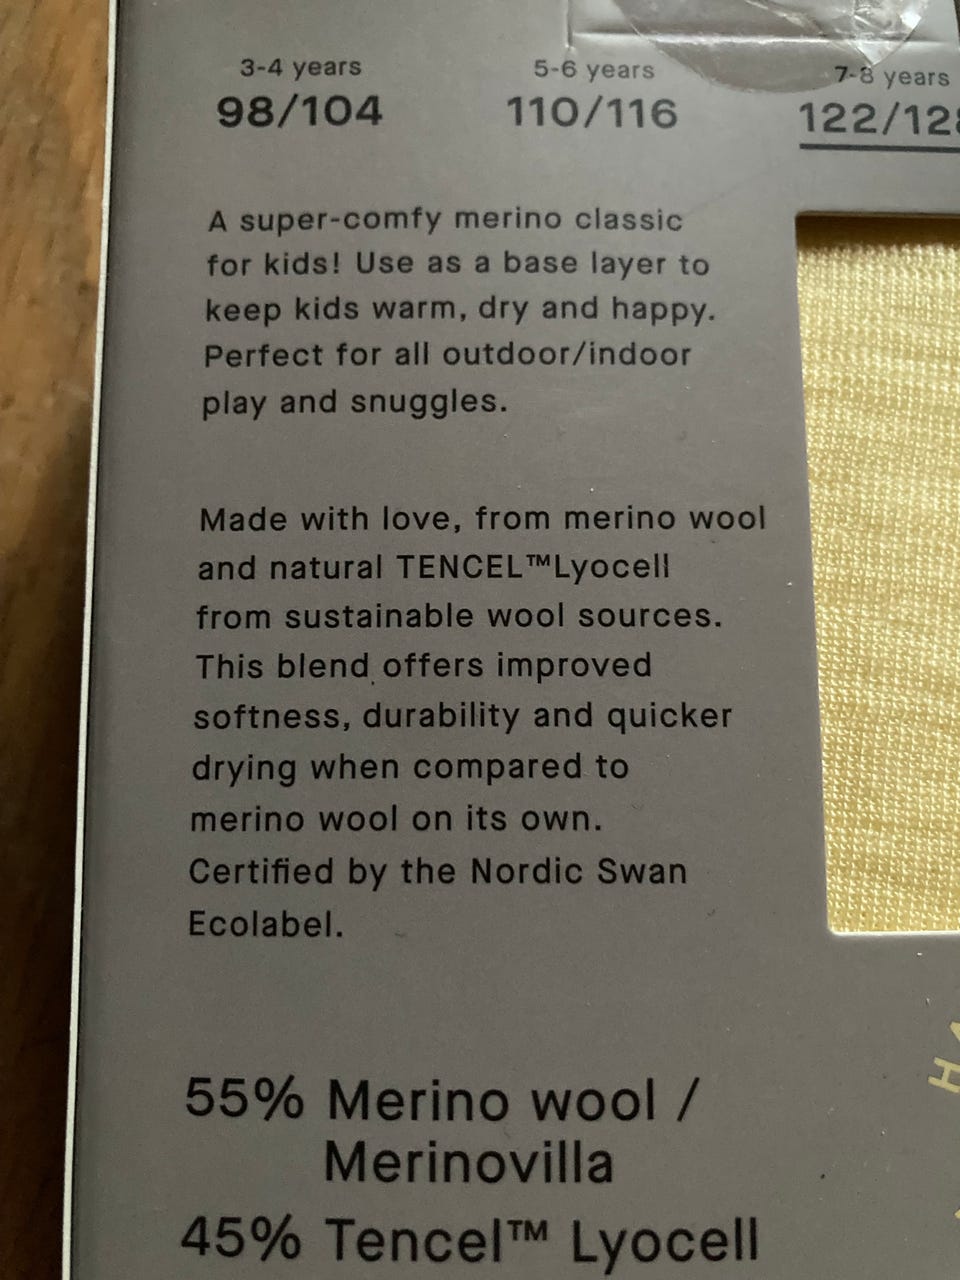 3-4 years 5-6 years 7-8 years
98/104 110/116 122/128
A super-comfy merino classic
for kids! Use as a base layer to
keep kids warm, dry and happy.
Perfect for all outdoor/indoor
play and snuggles.
Made with love, from merino wool
and natural TENCEL™Lyocell
from sustainable wool sources.
This blend offers improved
softness, durability and quicker
drying when compared to
merino wool on its own.
Certified by the Nordic Swan
Ecolabel.
55% Merino wool /
Merinovilla
45% Tencel™ Lyocell